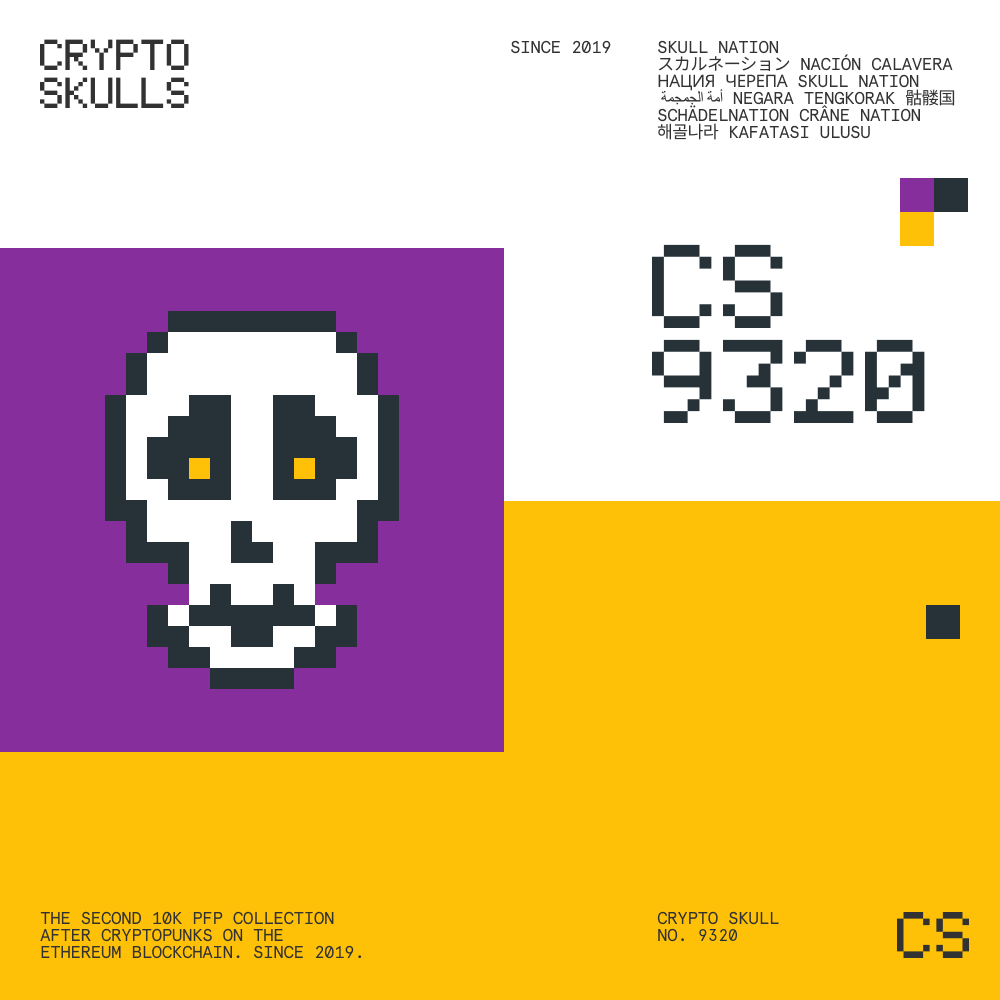 CRYPTO
SKULLS
SINCE 2019
SKULL NATION
スカルネーション NACIÓN CALAVERA
НАЦИЯ ЧЕРЕПА SKULL NATION
أمة الجمجمة NEGARA TENGKORAK 骷髅国
SCHÄDELNATION CRÂNE NATION
해골나라 KAFATASI ULUSU
CS
9320
THE SECOND 10K PFP COLLECTION
AFTER CRYPTOPUNKS ON THE
ETHEREUM BLOCKCHAIN. SINCE 2019.
CRYPTO SKULL
NO. 9320
CS